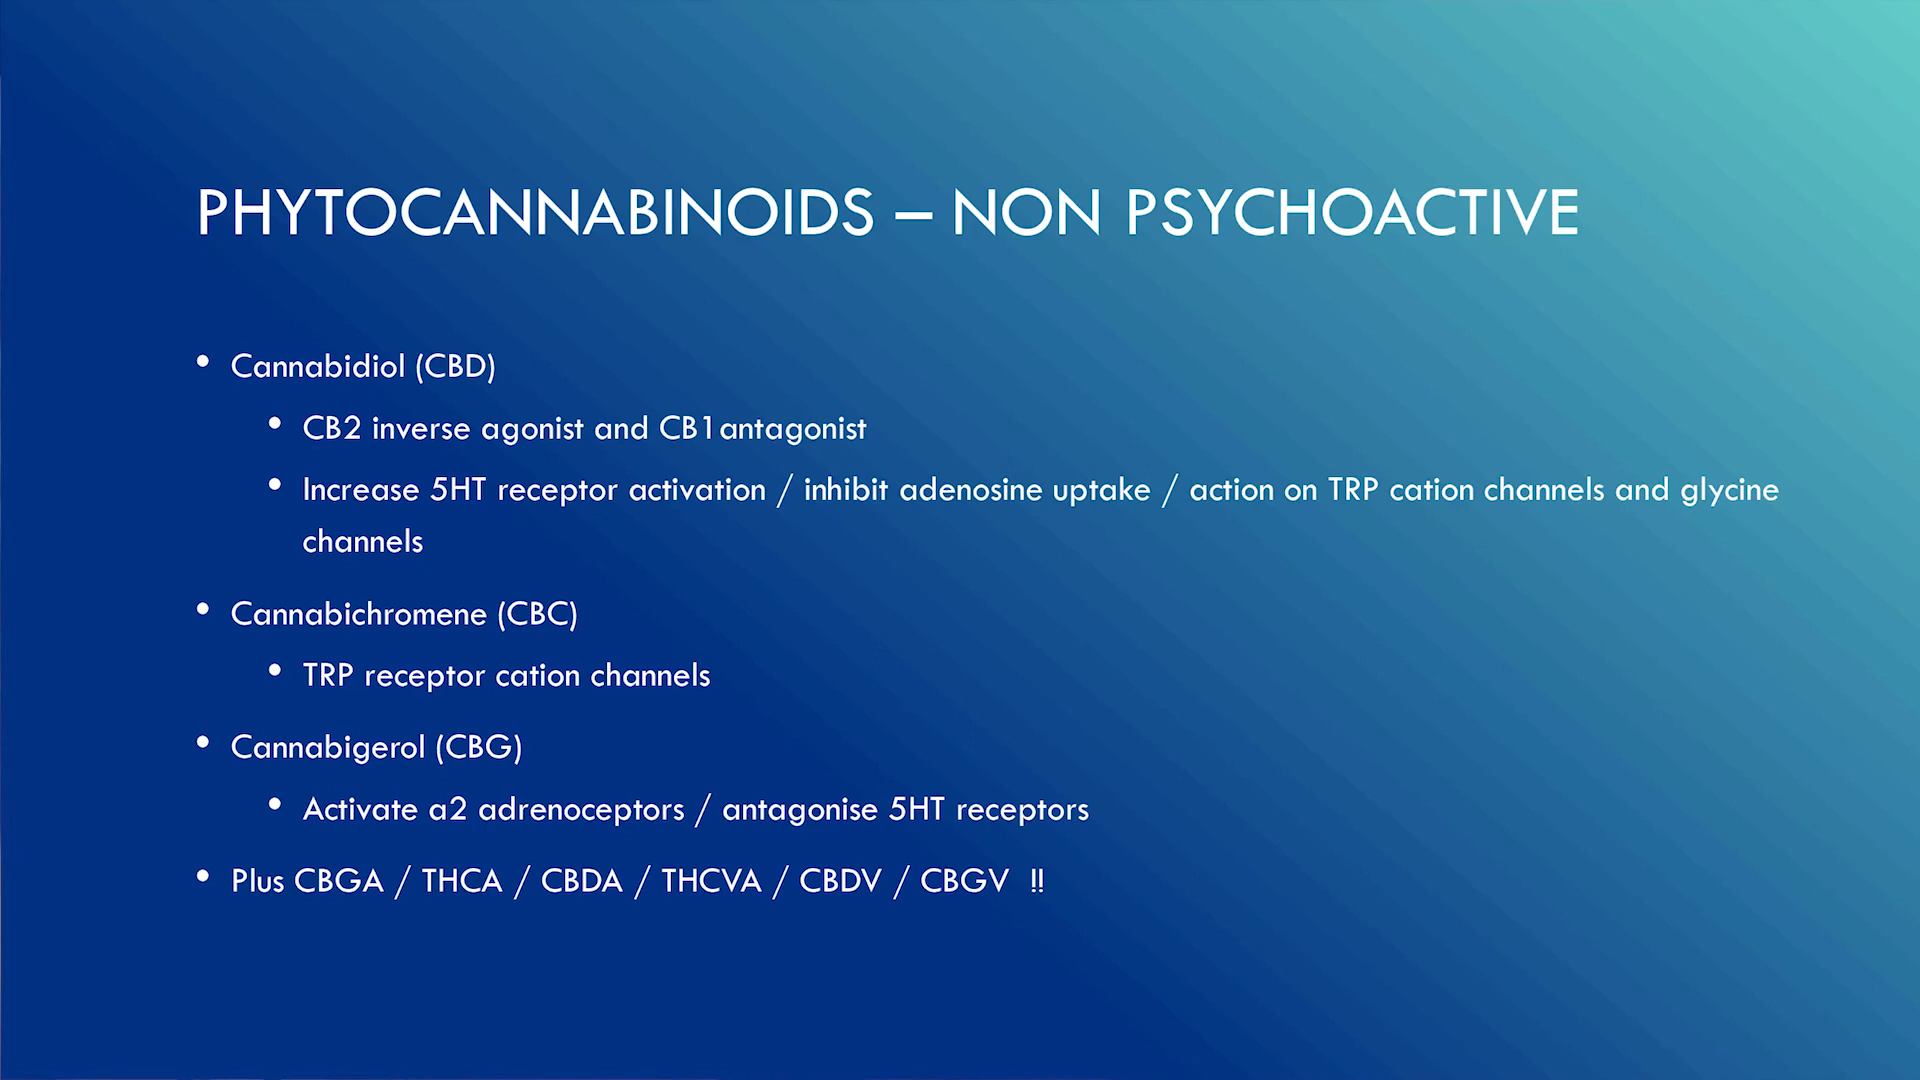 PHYTOCANNABINOIDS – NON PSYCHOACTIVE
• Cannabidiol (CBD)
• CB2 inverse agonist and CB1antagonist
• Increase 5HT receptor activation / inhibit adenosine uptake / action on TRP cation channels and glycine
channels
• Cannabichromene (CBC)
• TRP receptor cation channels
• Cannabigerol (CBG)
• Activate a2 adrenoceptors / antagonise 5HT receptors
• Plus CBGA / THCA / CBDA / THCVA / CBDV / CBGV !!